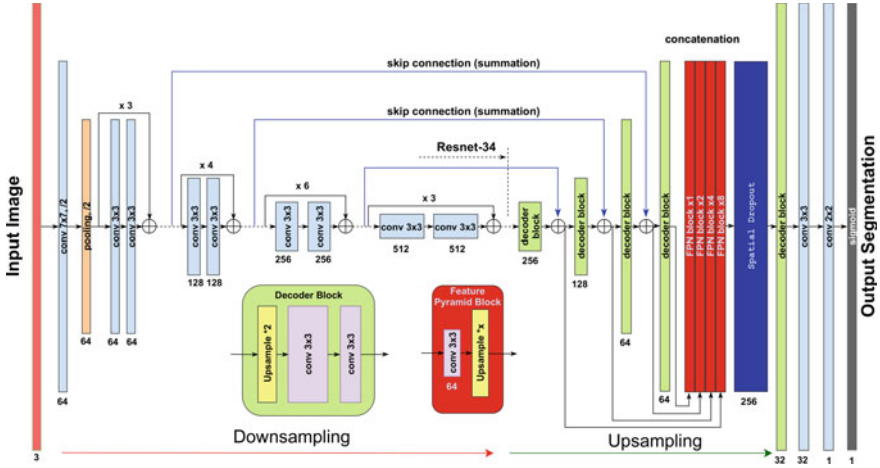 Input Image
3
conv 7x7, /2
64
pooling, /2
64
x 3
conv 3x3
conv 3x3
64
64
x 4
conv 3x3
conv 3x3
128
128
x 6
conv 3x3
conv 3x3
256
256
x 3
conv 3x3
conv 3x3
512
512
skip connection (summation)
skip connection (summation)
Resnet-34
decoder
block
256
decoder block
128
decoder block
64
decoder block
64
concatenation
FPN block x1
FPN block x2
FPN block x4
FPN block x8
Spatial Dropout
256
decoder block
32
conv 3x3
32
conv 2x2
1
sigmoid
1
Output Segmentation
Decoder Block
Upsample *2
conv 3x3
conv 3x3
Feature
Pyramid Block
conv 3x3
64
Upsample *x
Downsampling
Upsampling